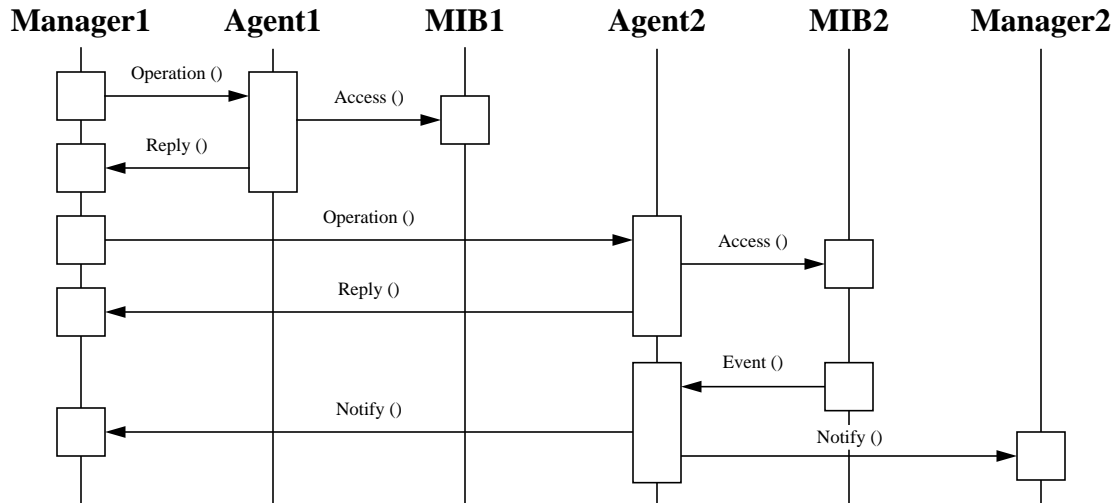 Manager1 Agent1 MIB1 Agent2 MIB2 Manager2
Operation ()
Access ()
Reply ()
Operation ()
Access ()
Reply ()
Event ()
Notify ()
Notify ()